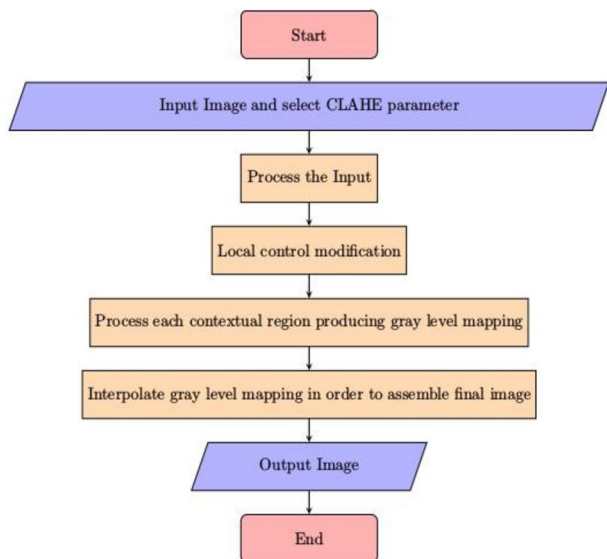 Start
Input Image and select CLAHE parameter
Process the Input
Local control modification
Process each contextual region producing gray level mapping
Interpolate gray level mapping in order to assemble final image
Output Image
End